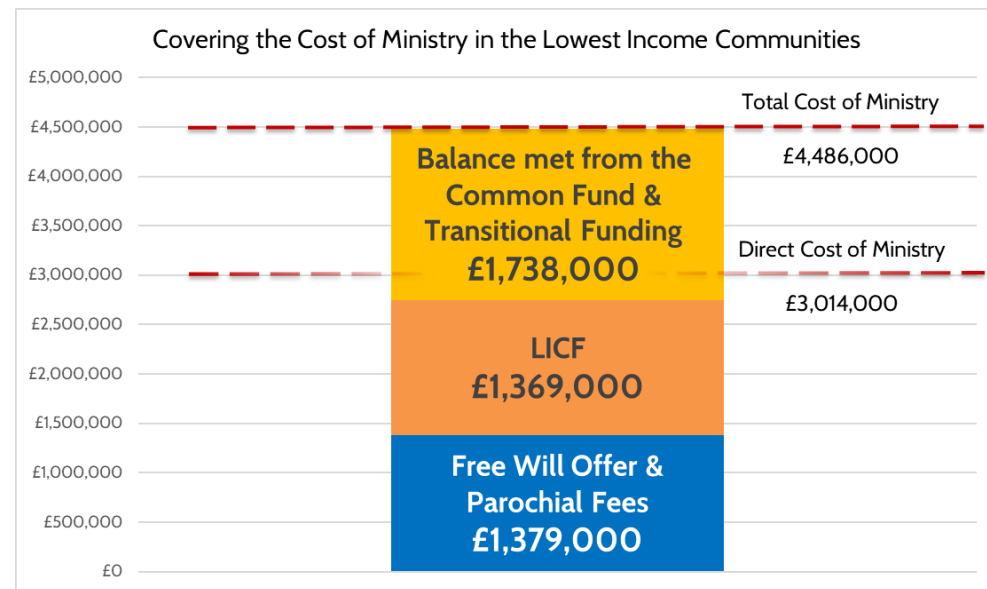 Covering the Cost of Ministry in the Lowest Income Communities
£5,000,000
£4,500,000
£4,000,000
£3,500,000
£3,000,000
£2,500,000
£2,000,000
£1,500,000
£1,000,000
£500,000
£0
Balance met from the
Common Fund &
Transitional Funding
£1,738,000
LICF
£1,369,000
Free Will Offer &
Parochial Fees
£1,379,000
Total Cost of Ministry
£4,486,000
Direct Cost of Ministry
£3,014,000